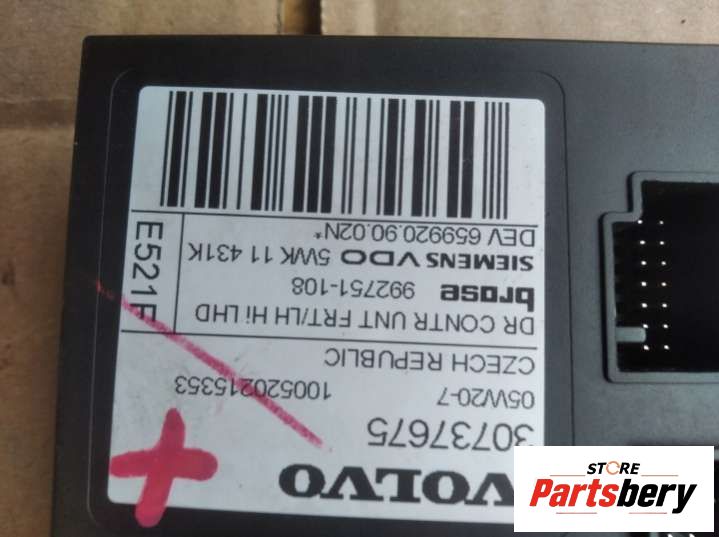 VOLVO
30737675
05W20-7 100520215353
CZECH REPUBLIC
DR CONTR UNT FRT/LH Hi LHD
brose 992751-108
SIEMENS VDO 5WK 11 431K
DEV 659920.90.02N*
E521F
STORE
Partsbery